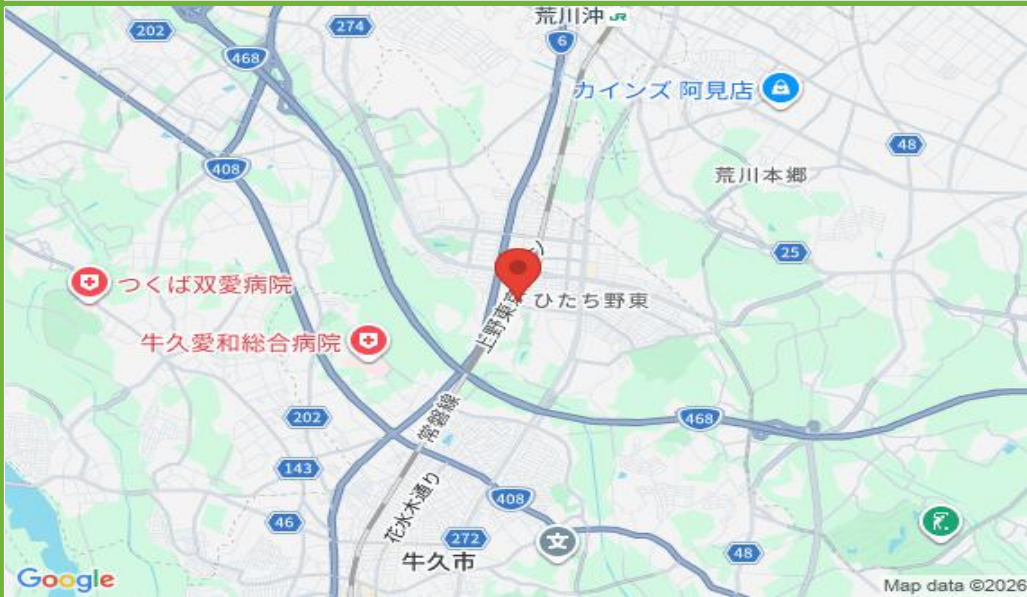 荒川沖 JR
202
274
6
468
カインズ 阿見店
48
408
荒川本郷
25
つくば双愛病院
ひたち野東
上野東
牛久愛和総合病院
202
468
常磐線
143
花水木通り
408
46
272
文
48
牛久市
Google
Map data ©2026